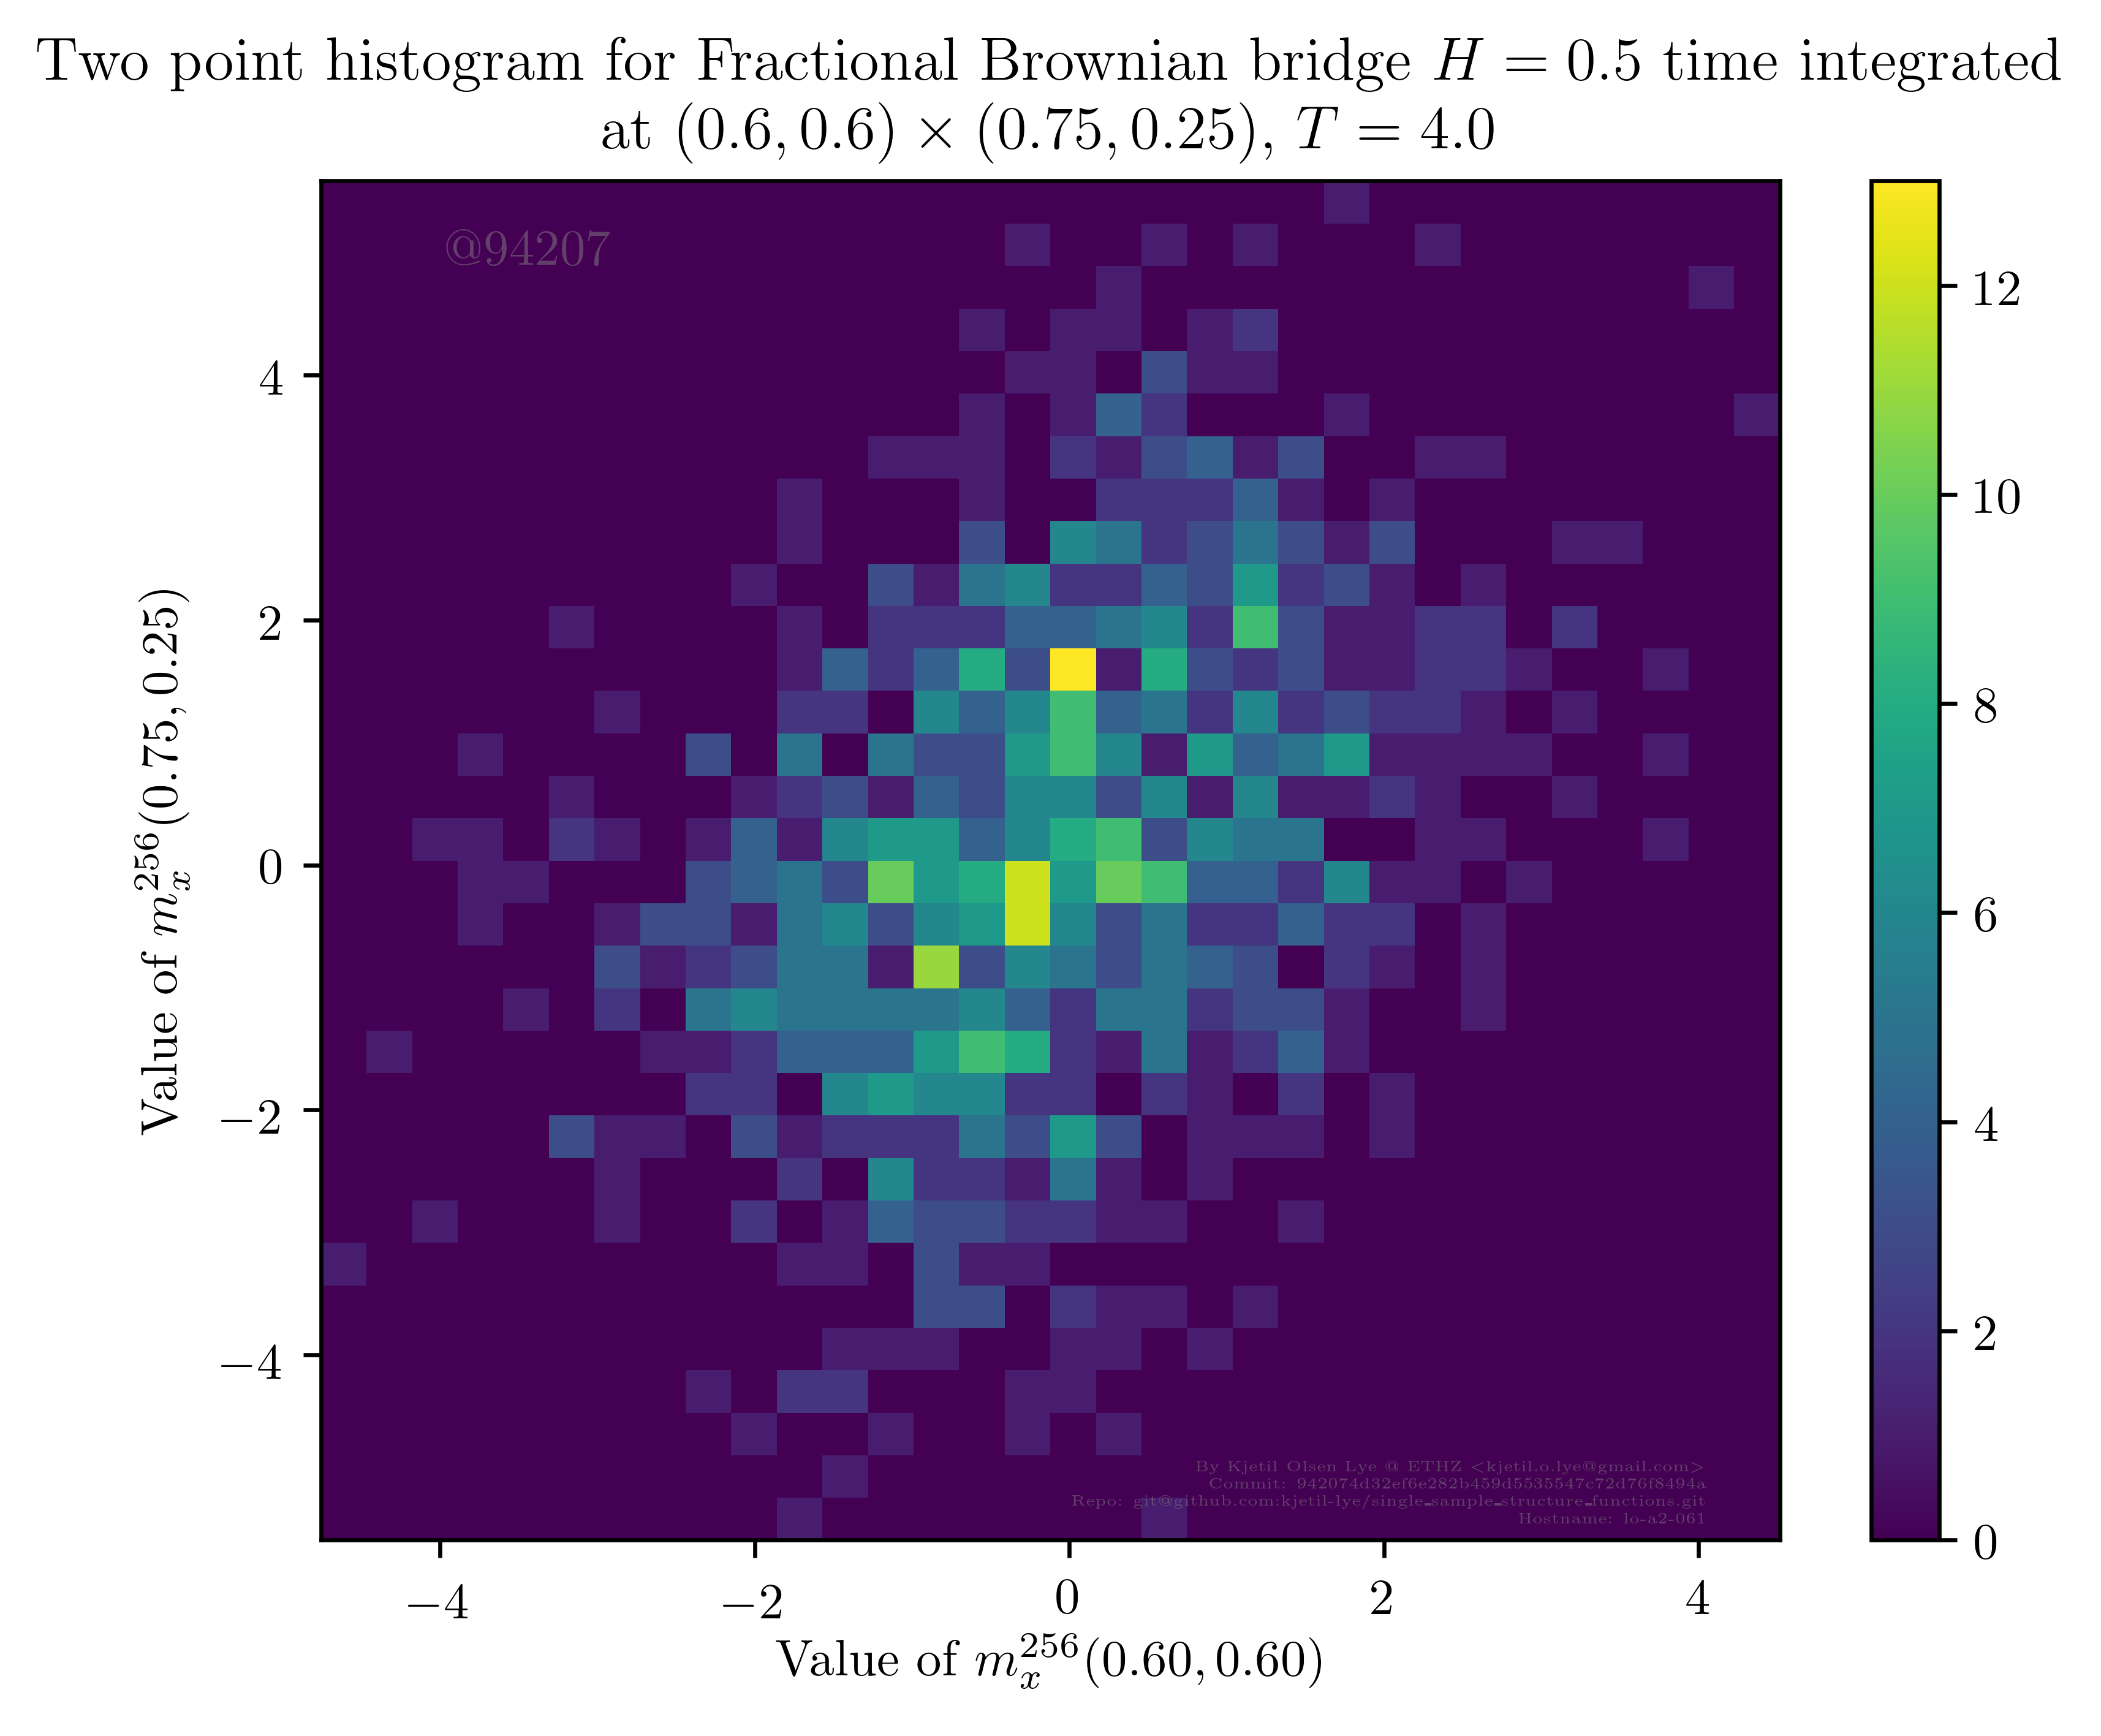 Two point histogram for Fractional Brownian bridge H = 0.5 time integrated
at (0.6, 0.6) × (0.75, 0.25), T = 4.0
@94207
4
2
0
−2
−4
Value of m_x^{256}(0.75, 0.25)
−4 −2 0 2 4
Value of m_x^{256}(0.60, 0.60)
12
10
8
6
4
2
0
By Kjetil Olsen Lye @ ETHZ <kjetil.o.lye@gmail.com>
Commit: 942074d32ef6e282b459d5535547c72d76f8494a
Repo: git@github.com:kjetil-lye/single_sample_structure_functions.git
Hostname: lo-a2-061